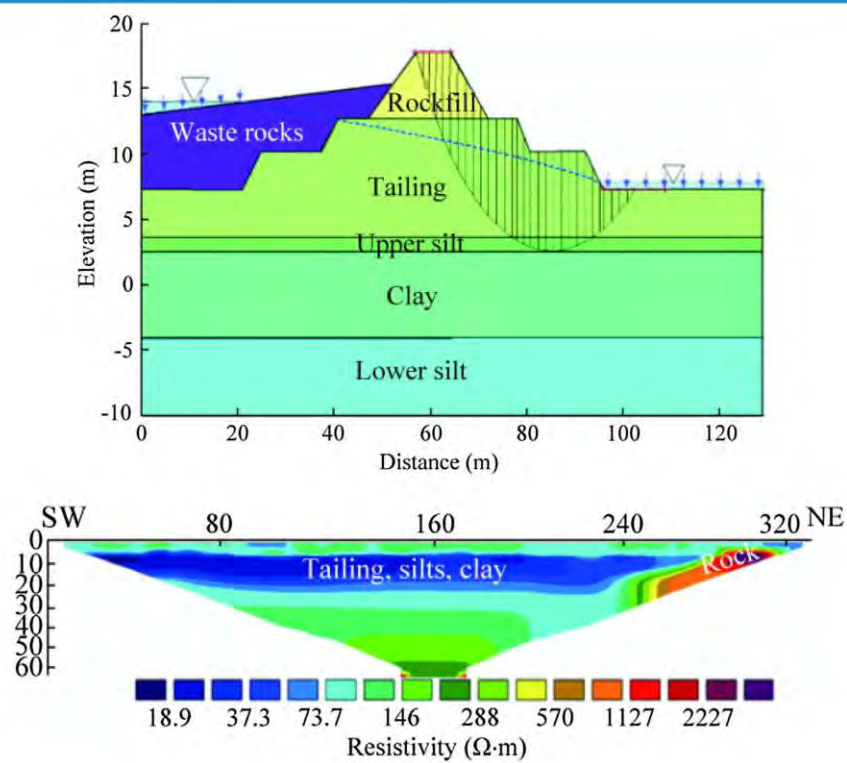 20
15
10
5
0
-5
-10
Elevation (m)
Waste rocks
Rockfill
Tailing
Upper silt
Clay
Lower silt
0 20 40 60 80 100 120
Distance (m)
SW 80 160 240 320 NE
0
10
20
30
40
50
60
Tailing, silts, clay
Rock
18.9 37.3 73.7 146 288 570 1127 2227
Resistivity (Ω·m)